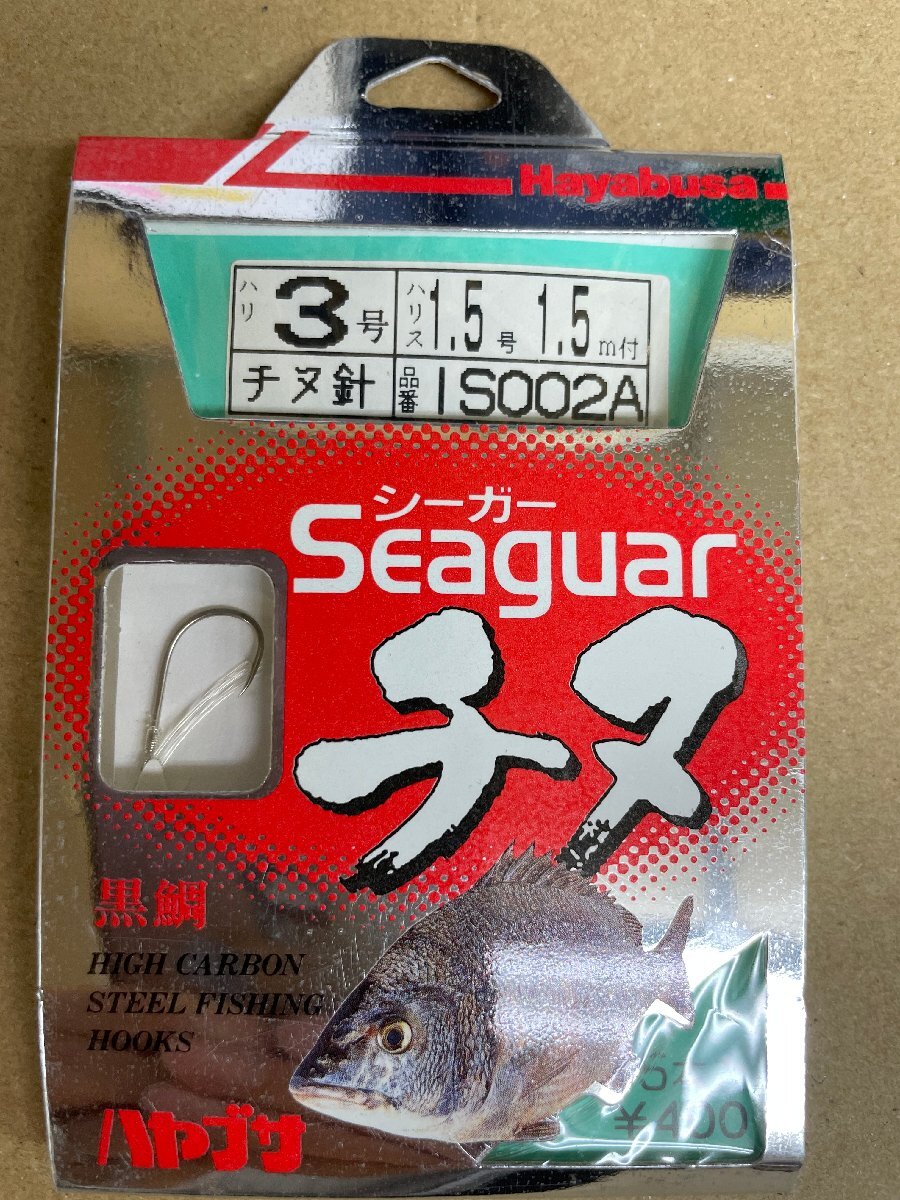 Hayabusa
ハリ 3号 ハリス 1.5号 1.5m付
チヌ針 品番 IS002A
シーガー
Seaguar
チヌ
黒鯛
HIGH CARBON
STEEL FISHING
HOOKS
ハヤブサ
¥400